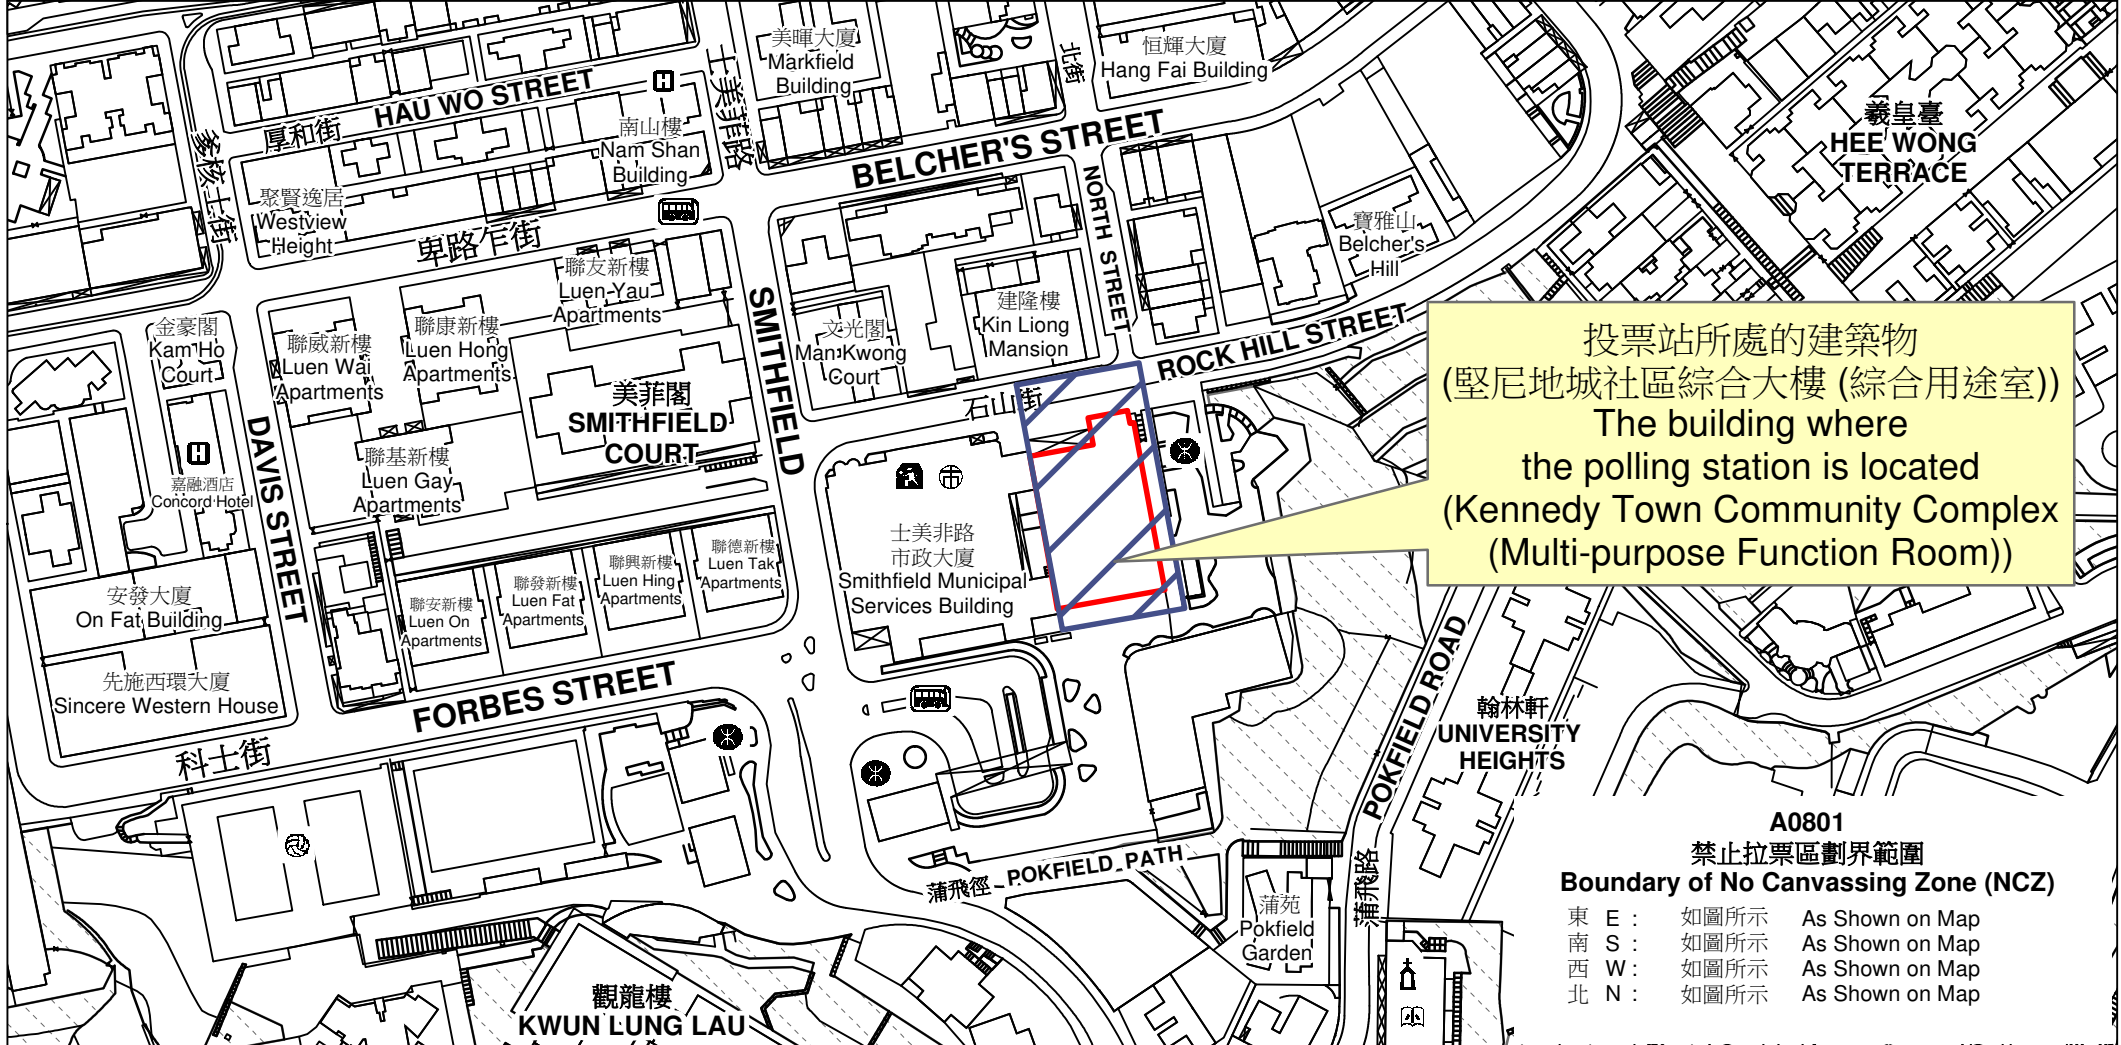 美暉大廈
Markfield
Building
北街
恒輝大廈
Hang Fai Building
士美菲路
HAU WO STREET
厚和街
南山樓
Nam Shan
Building
BELCHER'S STREET
羲皇臺
HEE WONG
TERRACE
爹核士街
聚賢逸居
Westview
Height
卑路乍街
NORTH STREET
寶雅山
Belcher's
Hill
聯友新樓
Luen Yau
Apartments
SMITHFIELD
建隆樓
Kin Liong
Mansion
文光閣
Man Kwong
Court
金豪閣
Kam Ho
Court
聯威新樓
Luen Wai
Apartments
聯康新樓
Luen Hong
Apartments
美菲閣
SMITHFIELD
COURT
石山街
ROCK HILL STREET
投票站所處的建築物
(堅尼地城社區綜合大樓 (綜合用途室))
The building where
the polling station is located
(Kennedy Town Community Complex
(Multi-purpose Function Room))
DAVIS STREET
聯基新樓
Luen Gay
Apartments
嘉融酒店
Concord Hotel
市
士美非路
市政大廈
Smithfield Municipal
Services Building
安發大廈
On Fat Building
聯安新樓
Luen On
Apartments
聯發新樓
Luen Fat
Apartments
聯興新樓
Luen Hing
Apartments
聯德新樓
Luen Tak
Apartments
先施西環大廈
Sincere Western House
科士街
FORBES STREET
POKFIELD ROAD
翰林軒
UNIVERSITY
HEIGHTS
蒲飛徑
POKFIELD PATH
蒲飛路
蒲苑
Pokfield
Garden
觀龍樓
KWUN LUNG LAU
A0801
禁止拉票區劃界範圍
Boundary of No Canvassing Zone (NCZ)
東 E : 如圖所示 As Shown on Map
南 S : 如圖所示 As Shown on Map
西 W : 如圖所示 As Shown on Map
北 N : 如圖所示 As Shown on Map